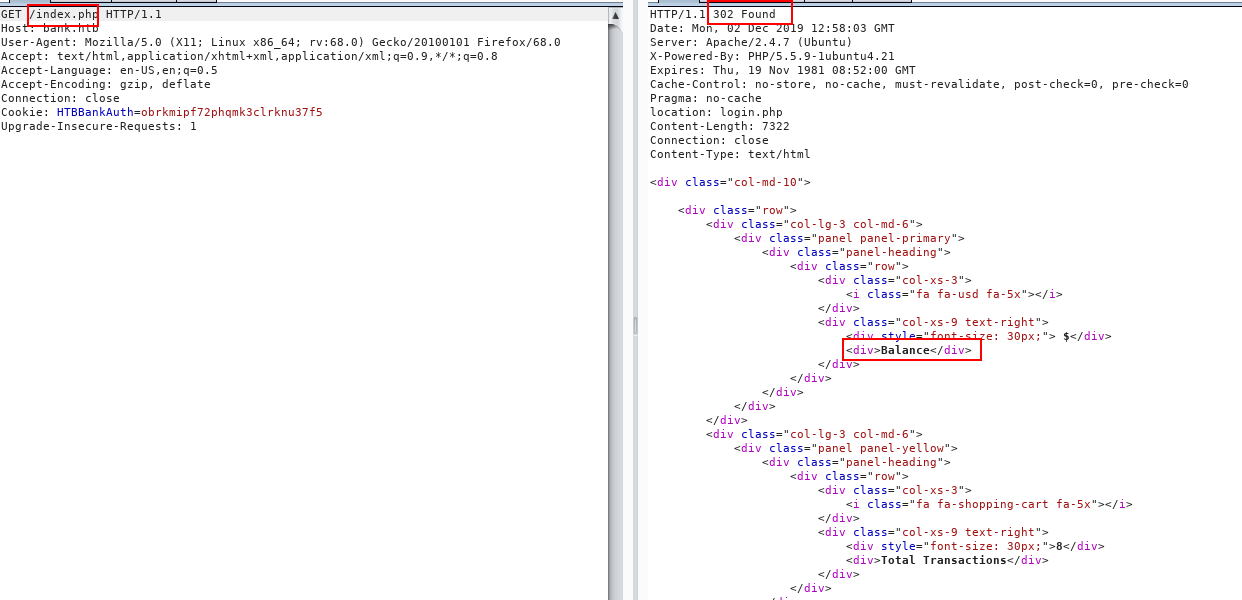 GET /index.php HTTP/1.1
Host: bank.htb
User-Agent: Mozilla/5.0 (X11; Linux x86_64; rv:68.0) Gecko/20100101 Firefox/68.0
Accept: text/html,application/xhtml+xml,application/xml;q=0.9,*/*;q=0.8
Accept-Language: en-US,en;q=0.5
Accept-Encoding: gzip, deflate
Connection: close
Cookie: HTBBankAuth=obrkmipf72phqmk3clrknu37f5
Upgrade-Insecure-Requests: 1
HTTP/1.1 302 Found
Date: Mon, 02 Dec 2019 12:58:03 GMT
Server: Apache/2.4.7 (Ubuntu)
X-Powered-By: PHP/5.5.9-1ubuntu4.21
Expires: Thu, 19 Nov 1981 08:52:00 GMT
Cache-Control: no-store, no-cache, must-revalidate, post-check=0, pre-check=0
Pragma: no-cache
location: login.php
Content-Length: 7322
Connection: close
Content-Type: text/html
<div class="col-md-10">
<div class="row">
<div class="col-lg-3 col-md-6">
<div class="panel panel-primary">
<div class="panel-heading">
<div class="row">
<div class="col-xs-3">
<i class="fa fa-usd fa-5x"></i>
</div>
<div class="col-xs-9 text-right">
<div style="font-size: 30px;"> $</div>
<div>Balance</div>
</div>
</div>
</div>
</div>
</div>
<div class="col-lg-3 col-md-6">
<div class="panel panel-yellow">
<div class="panel-heading">
<div class="row">
<div class="col-xs-3">
<i class="fa fa-shopping-cart fa-5x"></i>
</div>
<div class="col-xs-9 text-right">
<div style="font-size: 30px;">8</div>
<div>Total Transactions</div>
</div>
</div>